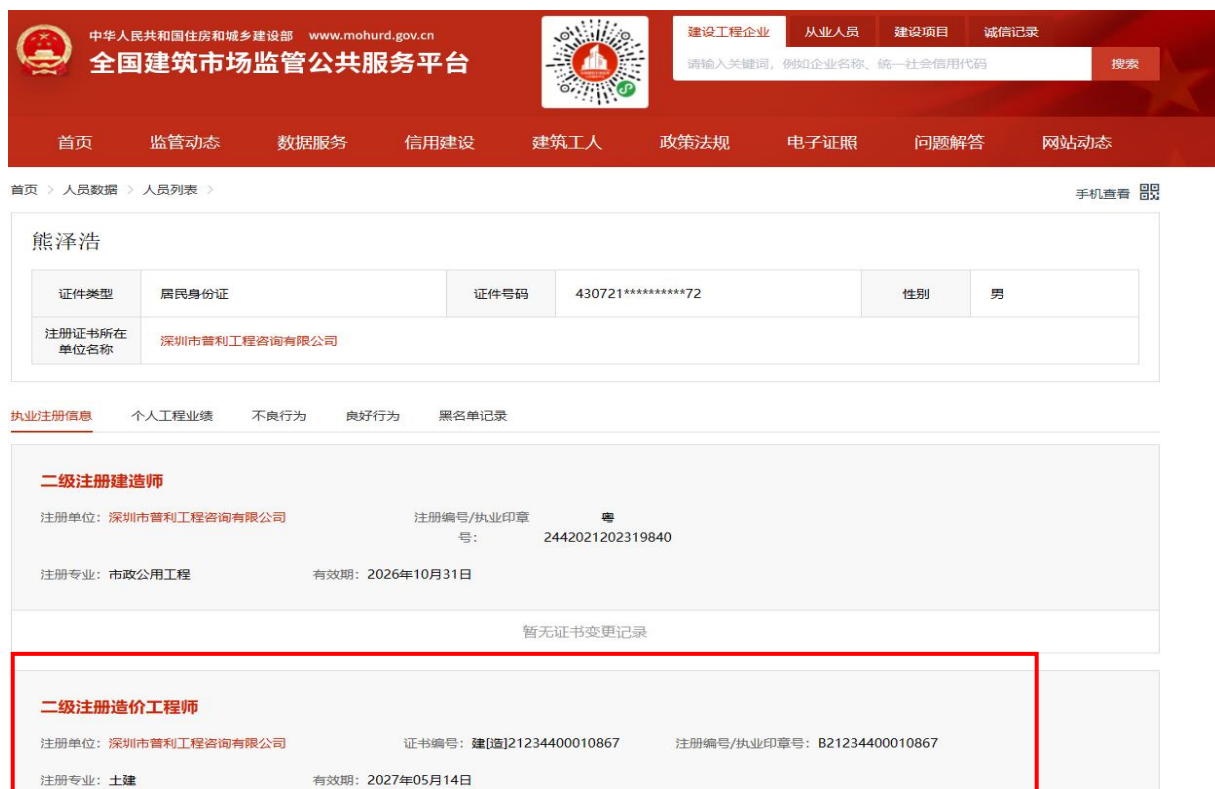 中华人民共和国住房和城乡建设部 www.mohurd.gov.cn
全国建筑市场监管公共服务平台
建设工程企业 从业人员 建设项目 诚信记录
请输入关键词，例如企业名称、统一社会信用代码 搜索
首页 监管动态 数据服务 信用建设 建筑工人 政策法规 电子证照 问题解答 网站动态
首页 > 人员数据 > 人员列表 >
手机查看
熊泽浩
证件类型 居民身份证 证件号码 430721**********72 性别 男
注册证书所在单位名称 深圳市普利工程咨询有限公司
执业注册信息 个人工程业绩 不良行为 良好行为 黑名单记录
二级注册建造师
注册单位：深圳市普利工程咨询有限公司 注册编号/执业印章号： 粤2442021202319840
注册专业：市政公用工程 有效期：2026年10月31日
暂无证书变更记录
二级注册造价工程师
注册单位：深圳市普利工程咨询有限公司 证书编号：建[造]21234400010867 注册编号/执业印章号：B21234400010867
注册专业：土建 有效期：2027年05月14日